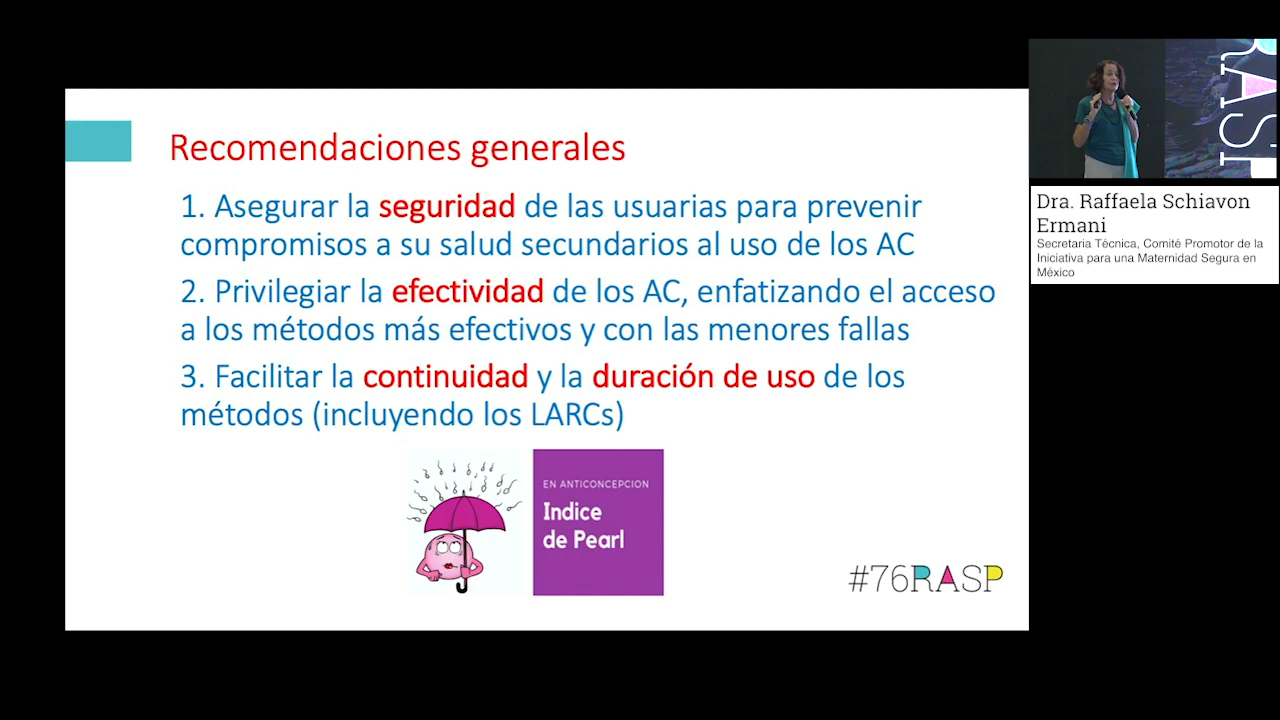 Recomendaciones generales
1. Asegurar la seguridad de las usuarias para prevenir
compromisos a su salud secundarios al uso de los AC
2. Privilegiar la efectividad de los AC, enfatizando el acceso
a los métodos más efectivos y con las menores fallas
3. Facilitar la continuidad y la duración de uso de los
métodos (incluyendo los LARCs)
EN ANTICONCEPCION
Indice
de Pearl
#76RASP
RASP
Dra. Raffaela Schiavon
Ermani
Secretaria Técnica, Comité Promotor de la
Iniciativa para una Maternidad Segura en
México